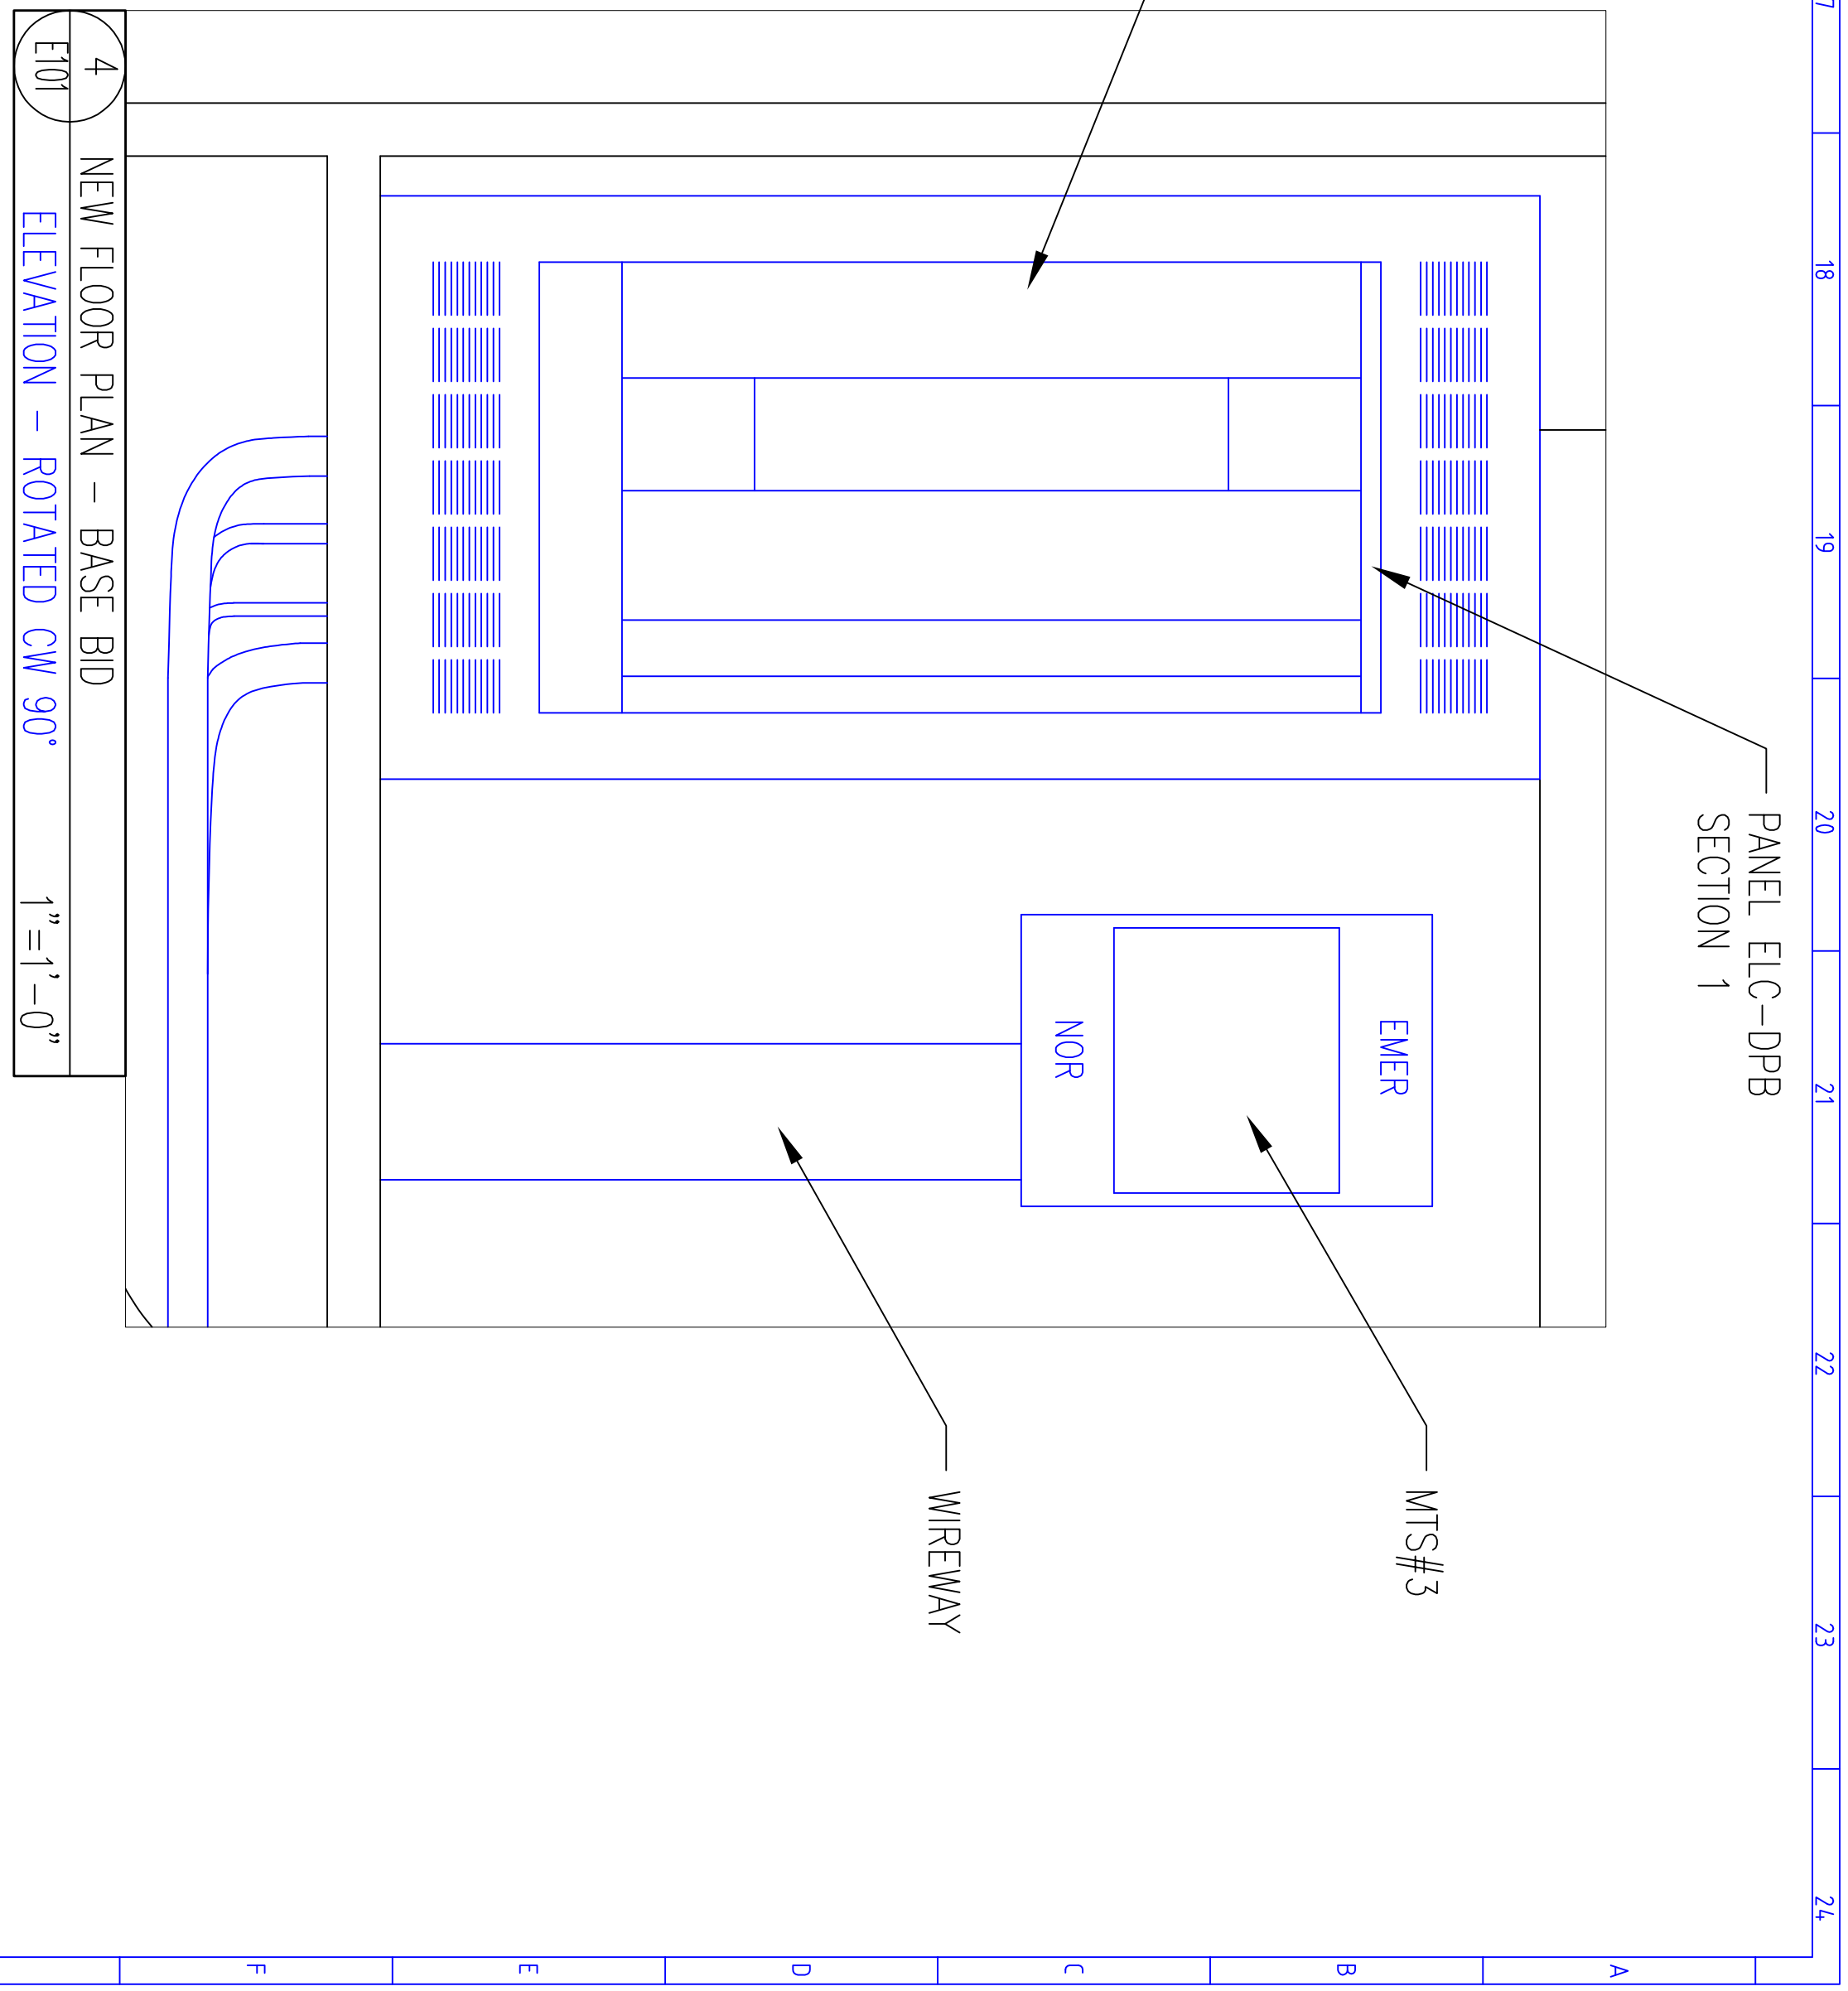 7
18
19
20
21
22
23
24
PANEL ELC-DPB
SECTION 1
EMER
NOR
MTS#3
WIREWAY
4
E101
NEW FLOOR PLAN - BASE BID
ELEVATION - ROTATED CW 90°
1"=1'-0"
A
B
C
D
E
F